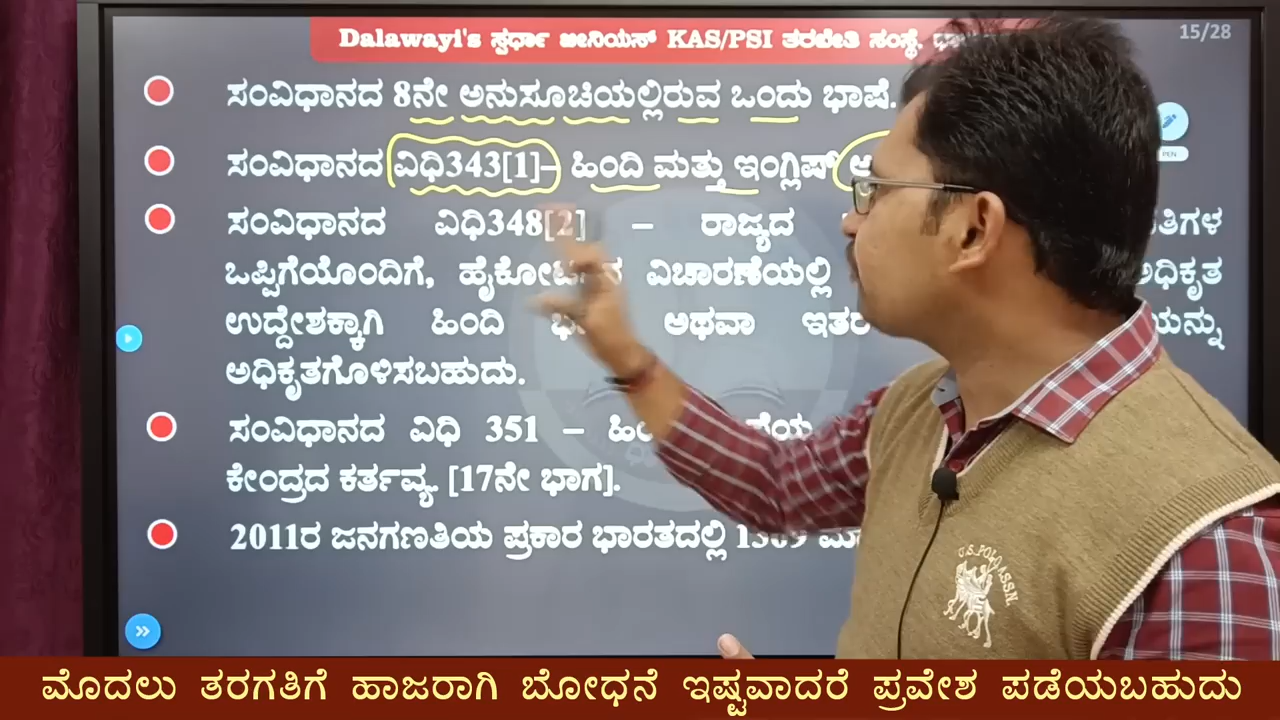 Dalawayi's ಸ್ಪರ್ಧಾ ಜೀನಿಯಸ್ KAS/PSI ತರಬೇತಿ ಸಂಸ್ಥೆ.
15/28
ಸಂವಿಧಾನದ 8ನೇ ಅನುಸೂಚಿಯಲ್ಲಿರುವ ಒಂದು ಭಾಷೆ.
ಸಂವಿಧಾನದ ವಿಧಿ343[1]– ಹಿಂದಿ ಮತ್ತು ಇಂಗ್ಲಿಷ್
PEN
ಸಂವಿಧಾನದ ವಿಧಿ348[2] – ರಾಜ್ಯದ
ಒಪ್ಪಿಗೆಯೊಂದಿಗೆ, ವಿಚಾರಣೆಯಲ್ಲಿ ಅಧಿಕೃತ
ಉದ್ದೇಶಕ್ಕಾಗಿ ಹಿಂದಿ ಅಥವಾ ಇತರ
ಅಧಿಕೃತಗೊಳಿಸಬಹುದು.
ಸಂವಿಧಾನದ ವಿಧಿ 351 –
ಕೇಂದ್ರದ ಕರ್ತವ್ಯ. [17ನೇ ಭಾಗ].
2011ರ ಜನಗಣತಿಯ ಪ್ರಕಾರ ಭಾರತದಲ್ಲಿ 1369
U.S. POLO ASSN.
ಮೊದಲು ತರಗತಿಗೆ ಹಾಜರಾಗಿ ಬೋಧನೆ ಇಷ್ಟವಾದರೆ ಪ್ರವೇಶ ಪಡೆಯಬಹುದು